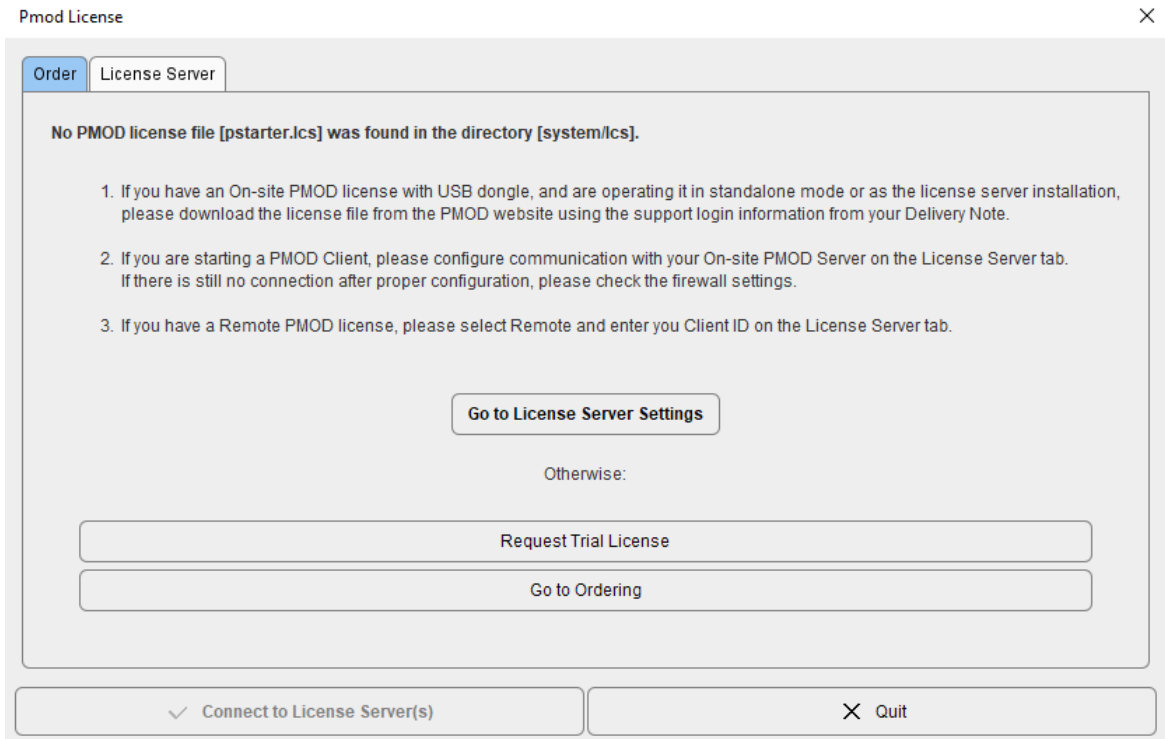 Pmod License
Order
License Server
No PMOD license file [pstarter.lcs] was found in the directory [system/lcs].
1. If you have an On-site PMOD license with USB dongle, and are operating it in standalone mode or as the license server installation,
please download the license file from the PMOD website using the support login information from your Delivery Note.
2. If you are starting a PMOD Client, please configure communication with your On-site PMOD Server on the License Server tab.
If there is still no connection after proper configuration, please check the firewall settings.
3. If you have a Remote PMOD license, please select Remote and enter you Client ID on the License Server tab.
Go to License Server Settings
Otherwise:
Request Trial License
Go to Ordering
Connect to License Server(s)
Quit